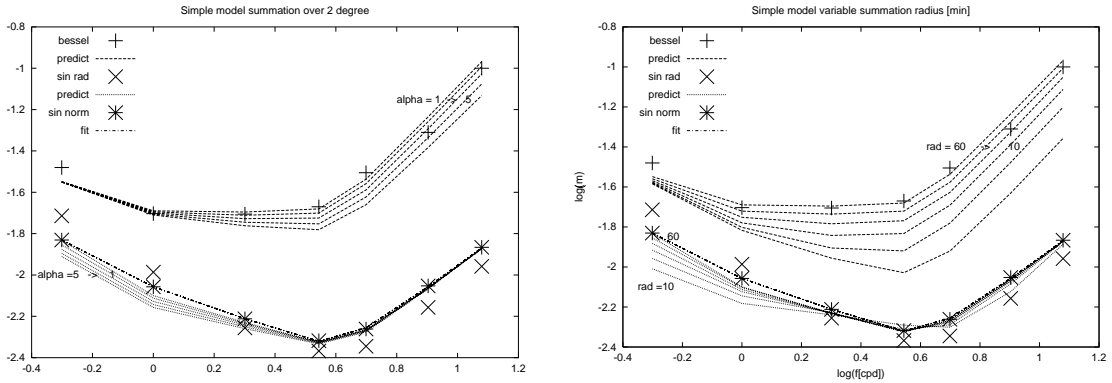 Simple model summation over 2 degree
-0.8
-1
-1.2
-1.4
-1.6
-1.8
-2
-2.2
-2.4
-0.4 -0.2 0 0.2 0.4 0.6 0.8 1 1.2
bessel
predict
sin rad
predict
sin norm
fit
alpha = 1 -> 5
alpha =5 -> 1
Simple model variable summation radius [min]
-0.8
-1
-1.2
-1.4
-1.6
-1.8
-2
-2.2
-2.4
-0.4 -0.2 0 0.2 0.4 0.6 0.8 1 1.2
log(m)
log(f[cpd])
bessel
predict
sin rad
predict
sin norm
fit
rad = 60 -> 10
60
rad =10